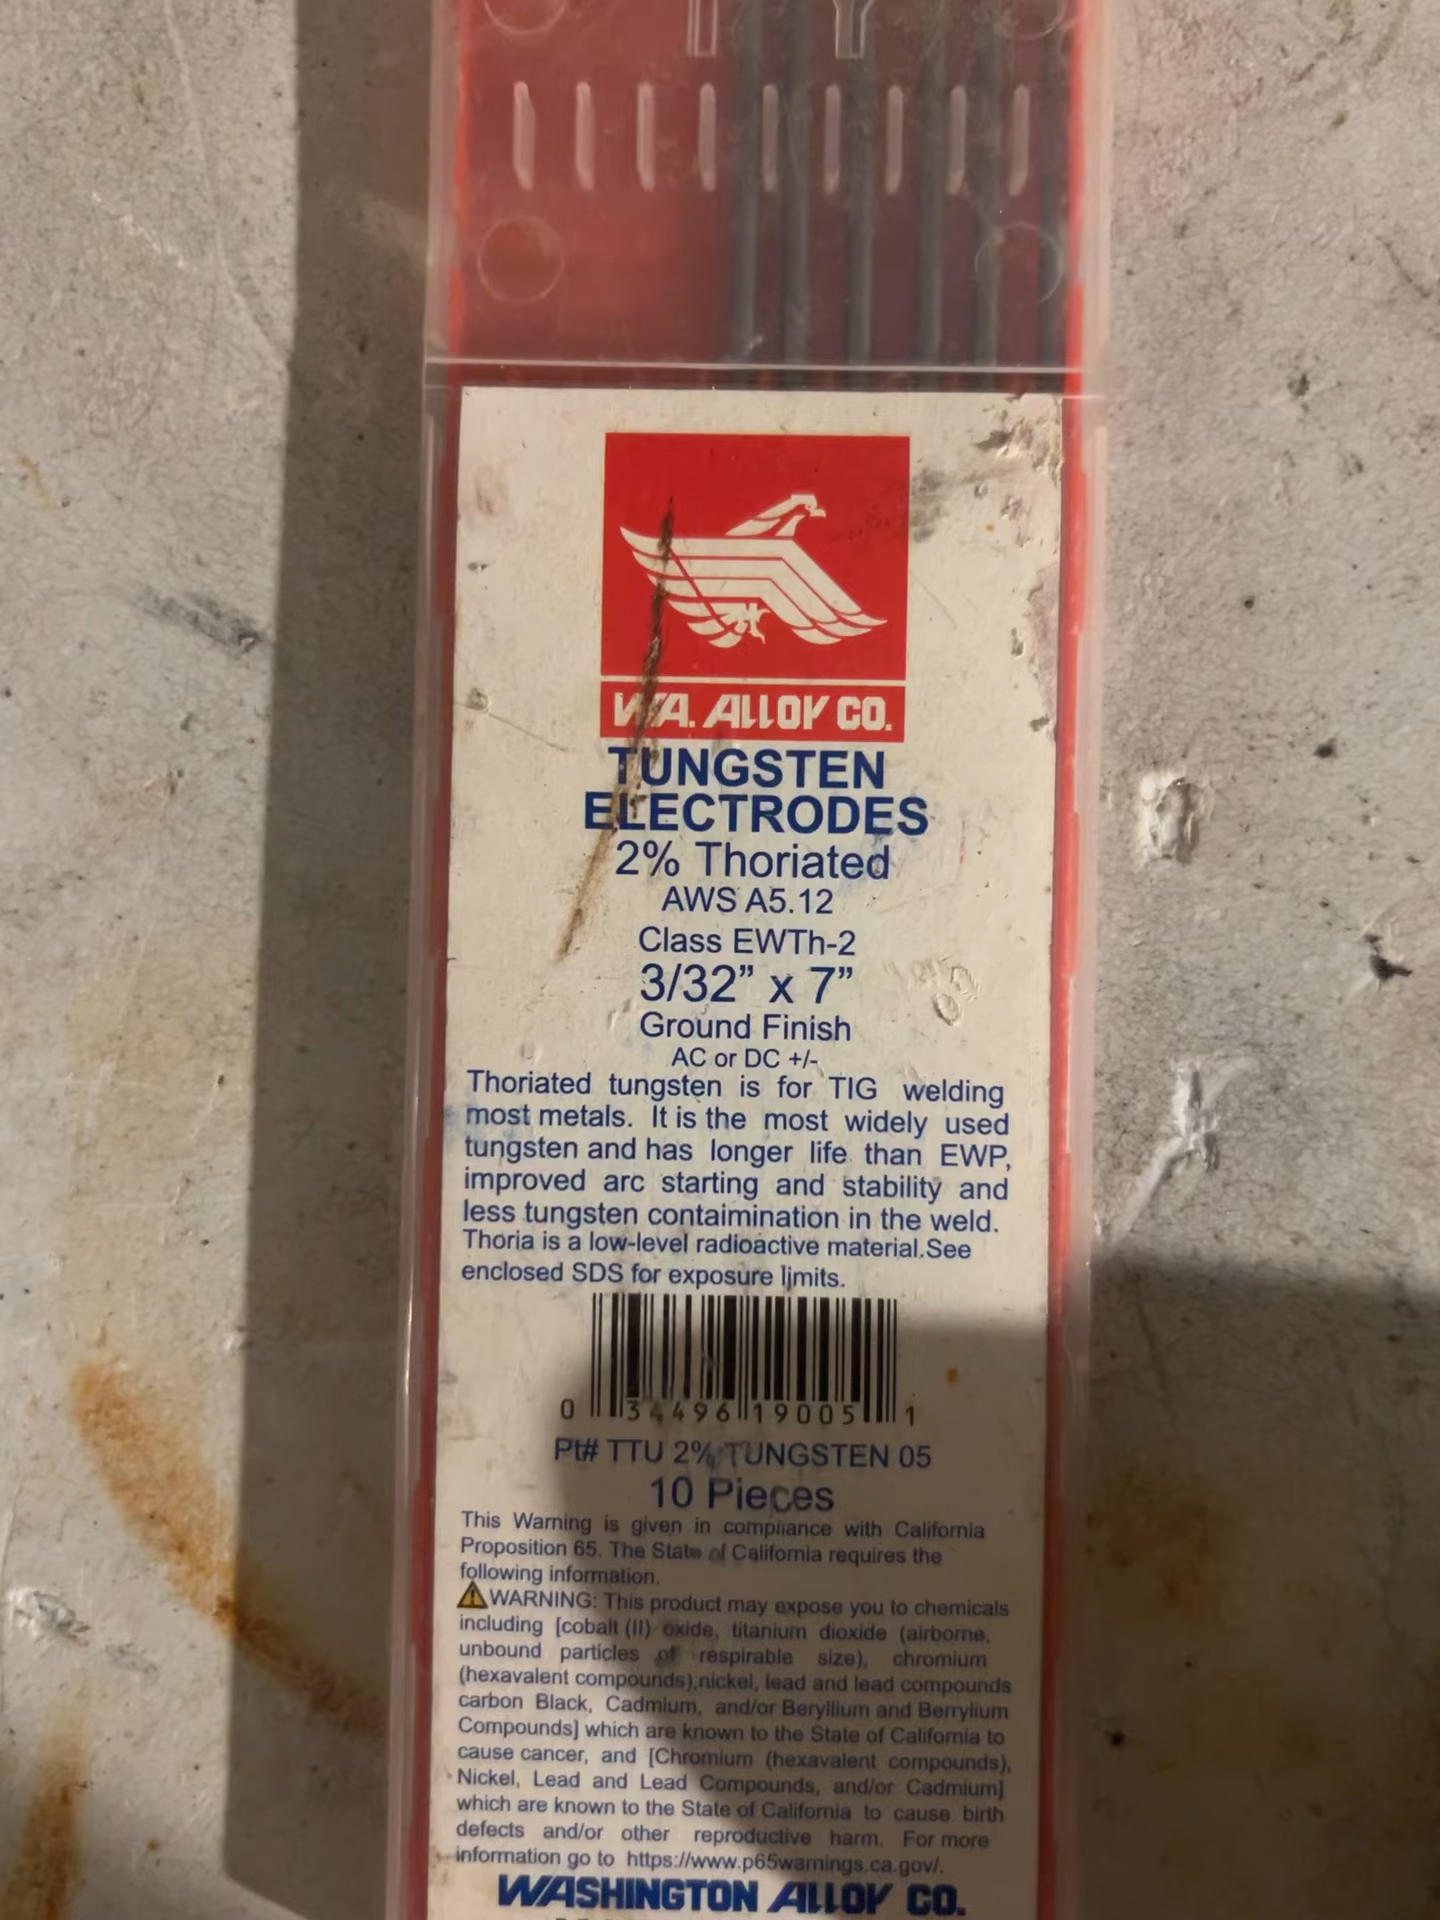 WA. ALLOY CO.
TUNGSTEN
ELECTRODES
2% Thoriated
AWS A5.12
Class EWTh-2
3/32" x 7"
Ground Finish
AC or DC +/-
Thoriated tungsten is for TIG welding
most metals. It is the most widely used
tungsten and has longer life than EWP,
improved arc starting and stability and
less tungsten contaimination in the weld.
Thoria is a low-level radioactive material.See
enclosed SDS for exposure limits.
0 34496 19005 1
Pt# TTU 2% TUNGSTEN 05
10 Pieces
This Warning is given in compliance with California
Proposition 65. The State of California requires the
following information.
WARNING: This product may expose you to chemicals
including [cobalt (II) oxide, titanium dioxide (airborne,
unbound particles of respirable size), chromium
(hexavalent compounds),nickel, lead and lead compounds
carbon Black, Cadmium, and/or Beryllium and Berrylium
Compounds] which are known to the State of California to
cause cancer, and [Chromium (hexavalent compounds),
Nickel, Lead and Lead Compounds, and/or Cadmium]
which are known to the State of California to cause birth
defects and/or other reproductive harm. For more
information go to https://www.p65warnings.ca.gov/.
WASHINGTON ALLOY CO.